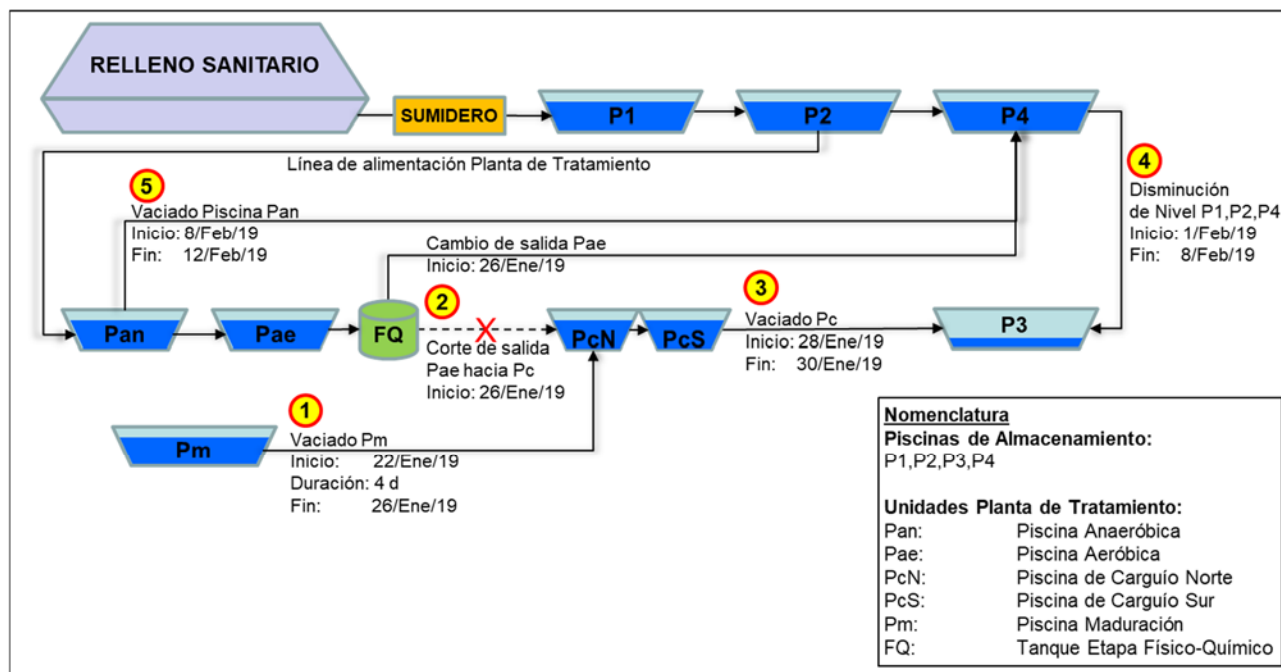 RELLENO SANITARIO
SUMIDERO
P1
P2
P4
Línea de alimentación Planta de Tratamiento
5
Vaciado Piscina Pan
Inicio: 8/Feb/19
Fin: 12/Feb/19
4
Disminución
de Nivel P1,P2,P4
Inicio: 1/Feb/19
Fin: 8/Feb/19
Cambio de salida Pae
Inicio: 26/Ene/19
Pan
Pae
FQ
2
Corte de salida
Pae hacia Pc
Inicio: 26/Ene/19
PcN
PcS
3
Vaciado Pc
Inicio: 28/Ene/19
Fin: 30/Ene/19
P3
Pm
1
Vaciado Pm
Inicio: 22/Ene/19
Duración: 4 d
Fin: 26/Ene/19
Nomenclatura
Piscinas de Almacenamiento:
P1,P2,P3,P4
Unidades Planta de Tratamiento:
Pan: Piscina Anaeróbica
Pae: Piscina Aeróbica
PcN: Piscina de Carguío Norte
PcS: Piscina de Carguío Sur
Pm: Piscina Maduración
FQ: Tanque Etapa Físico-Químico